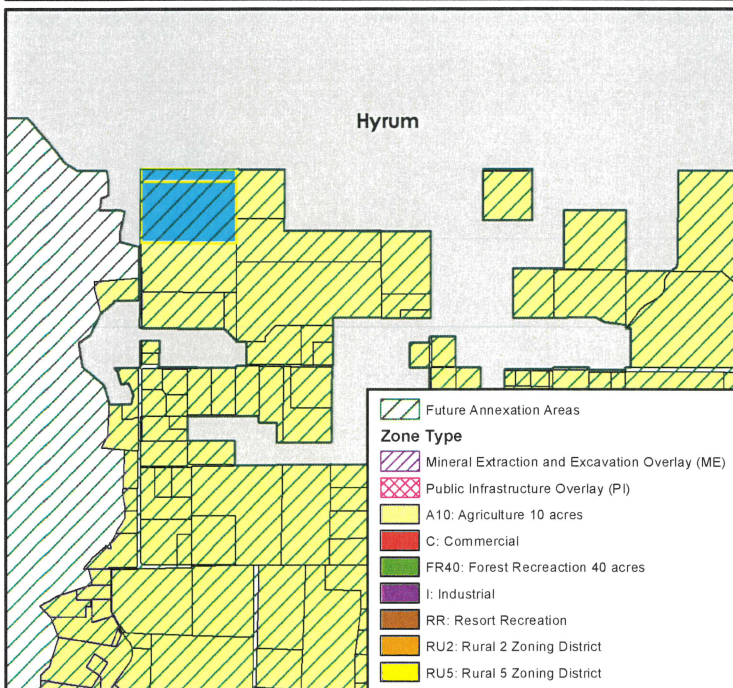 Hyrum
Future Annexation Areas
Zone Type
Mineral Extraction and Excavation Overlay (ME)
Public Infrastructure Overlay (PI)
A10: Agriculture 10 acres
C: Commercial
FR40: Forest Recreaction 40 acres
I: Industrial
RR: Resort Recreation
RU2: Rural 2 Zoning District
RU5: Rural 5 Zoning District